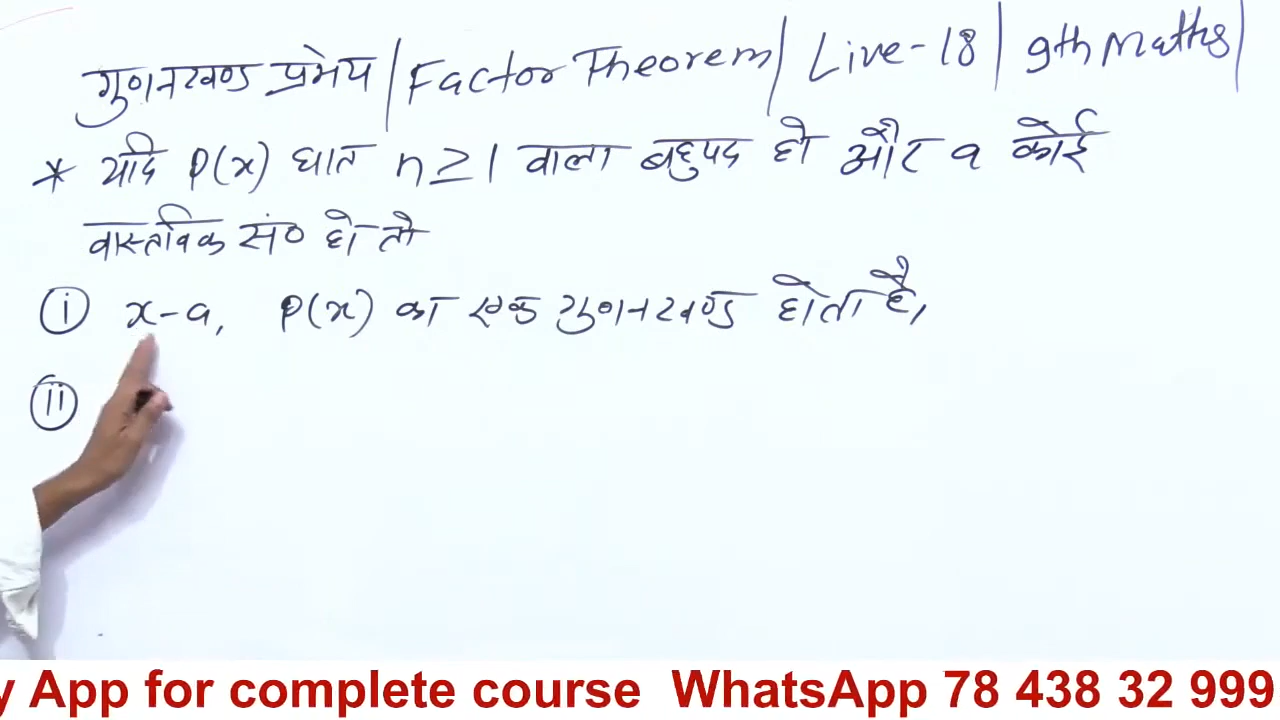 गुणनखण्ड प्रमेय | Factor Theorem | Live-18 | 9th Maths |
* यदि P(x) घात n ≥ 1 वाला बहुपद हो और a कोई
वास्तविक सं० हो तो
(i) x-a, P(x) का एक गुणनखण्ड होता है,
(ii)
y App for complete course WhatsApp 78 438 32 999